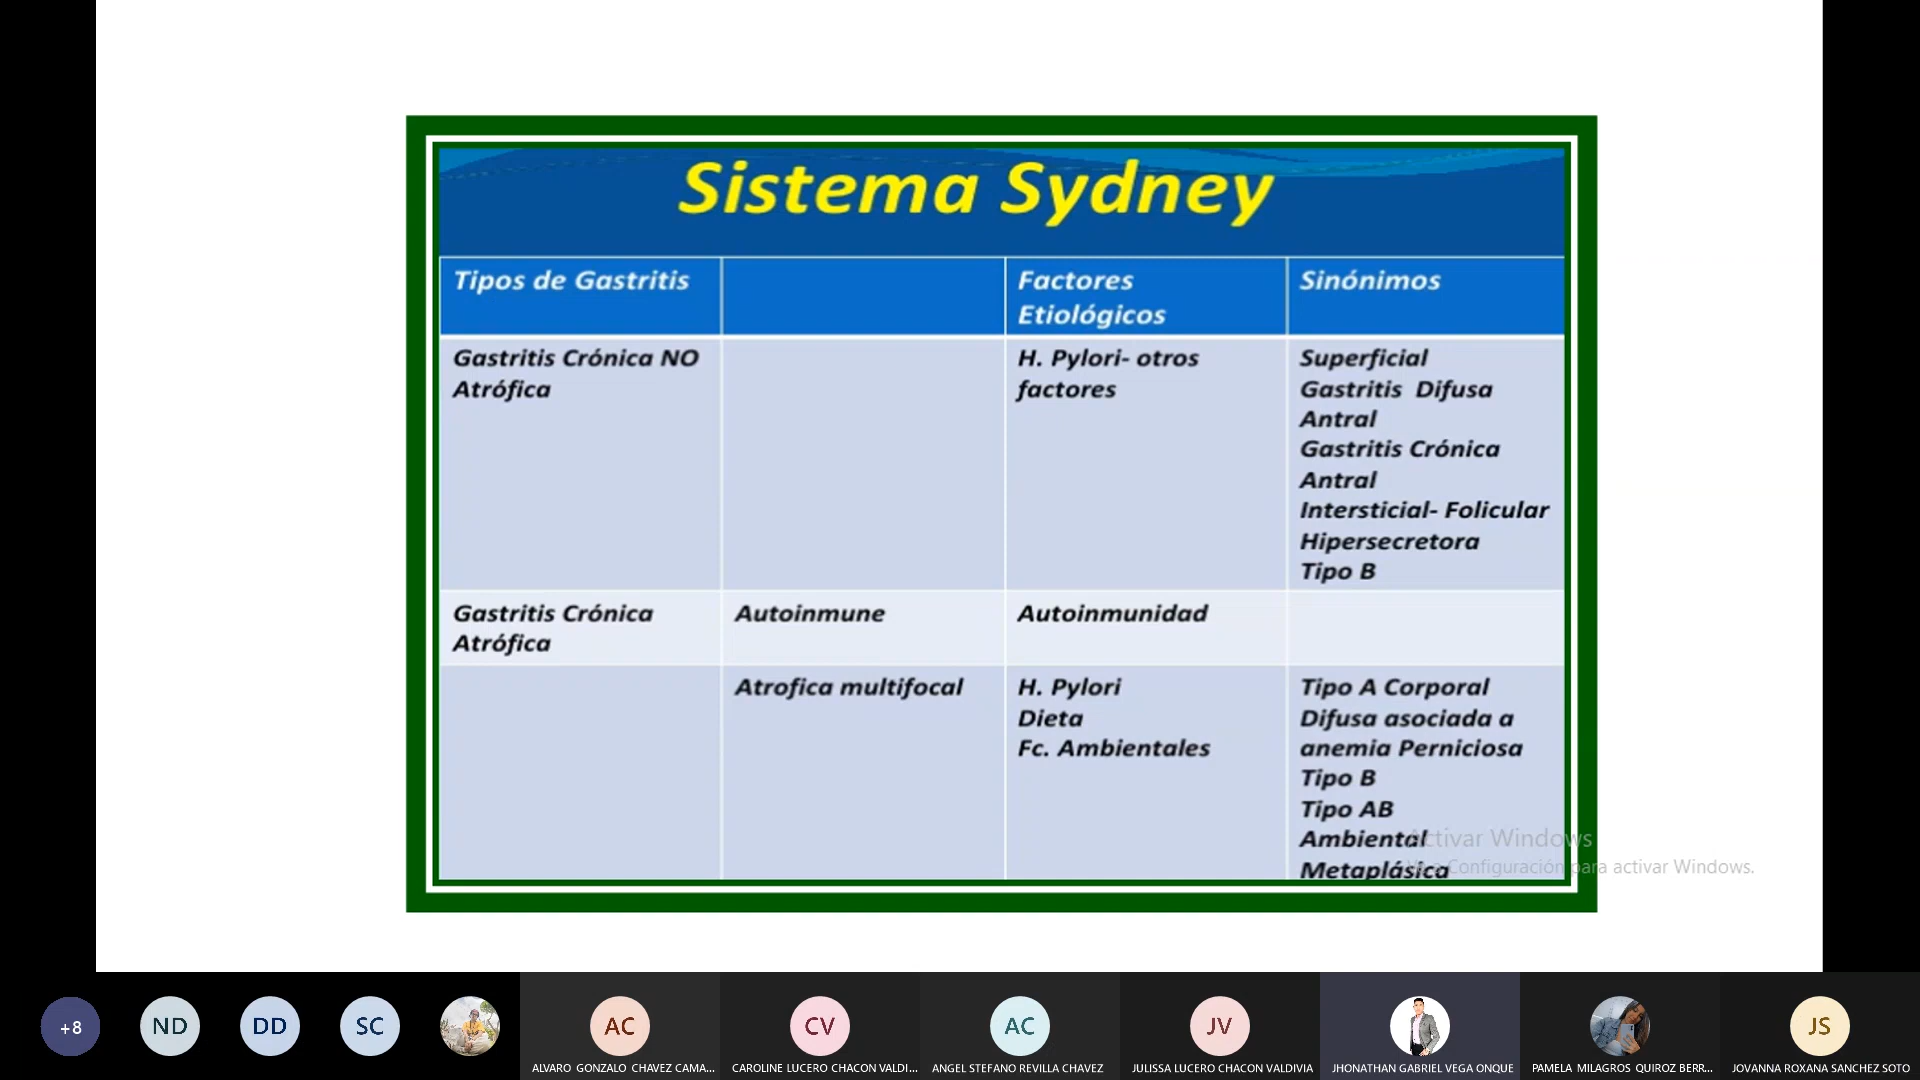 Sistema Sydney
Tipos de Gastritis
Factores
Etiológicos
Sinónimos
Gastritis Crónica NO
Atrófica
H. Pylori- otros
factores
Superficial
Gastritis Difusa
Antral
Gastritis Crónica
Antral
Intersticial- Folicular
Hipersecretora
Tipo B
Gastritis Crónica
Atrófica
Autoinmune
Autoinmunidad
Atrofica multifocal
H. Pylori
Dieta
Fc. Ambientales
Tipo A Corporal
Difusa asociada a
anemia Perniciosa
Tipo B
Tipo AB
Ambiental
Metaplásica
Activar Windows
Ve a Configuración para activar Windows.
+8
ND
DD
SC
AC
CV
AC
JV
JS
ALVARO GONZALO CHAVEZ CAMA...
CAROLINE LUCERO CHACON VALDI...
ANGEL STEFANO REVILLA CHAVEZ
JULISSA LUCERO CHACON VALDIVIA
JHONATHAN GABRIEL VEGA ONQUE
PAMELA MILAGROS QUIROZ BERR...
JOVANNA ROXANA SANCHEZ SOTO